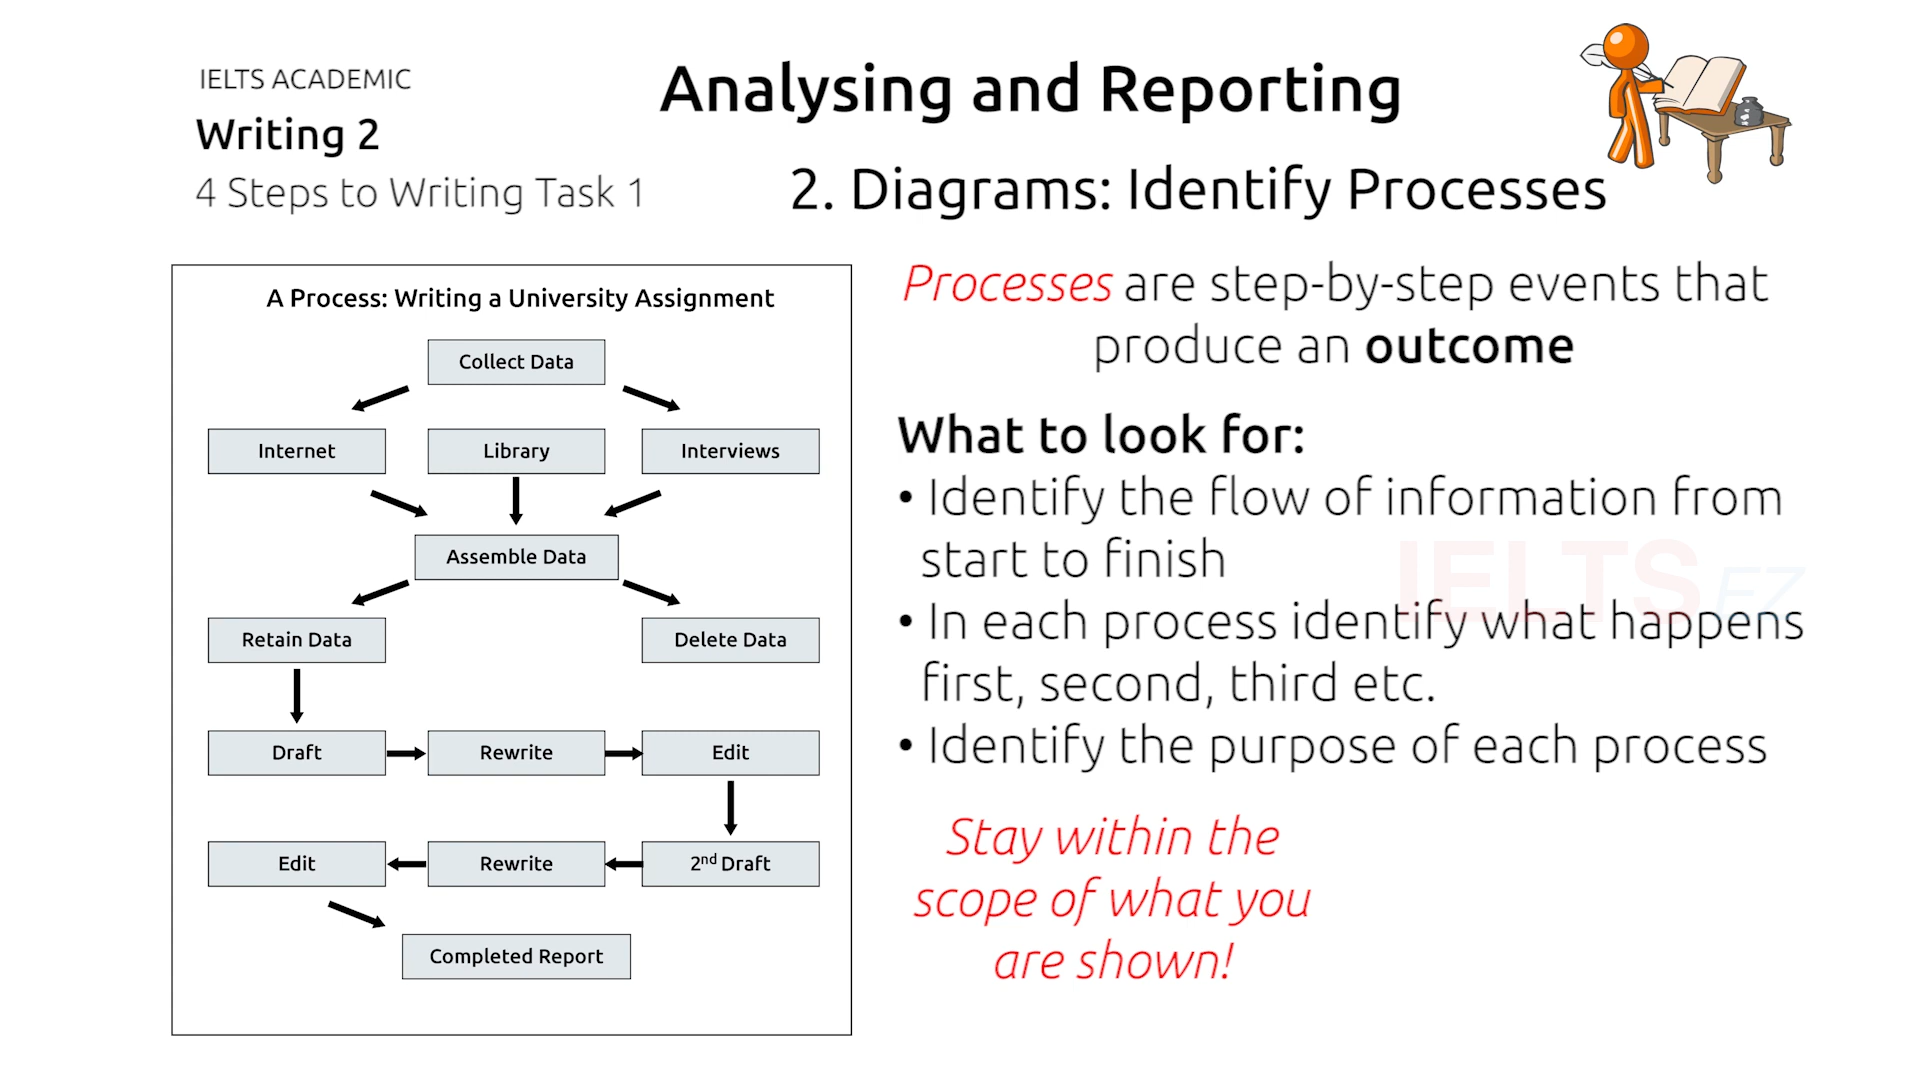 IELTS ACADEMIC
Writing 2
4 Steps to Writing Task 1
Analysing and Reporting
2. Diagrams: Identify Processes
A Process: Writing a University Assignment
Collect Data
Internet
Library
Interviews
Assemble Data
Retain Data
Delete Data
Draft
Rewrite
Edit
Edit
Rewrite
2nd Draft
Completed Report
Processes are step-by-step events that
produce an outcome
What to look for:
• Identify the flow of information from
start to finish
• In each process identify what happens
first, second, third etc.
• Identify the purpose of each process
Stay within the
scope of what you
are shown!
IELTS EZ